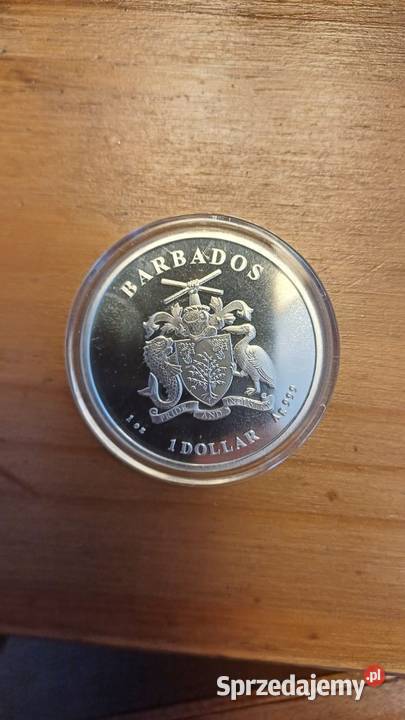 BARBADOS
PRIDE AND INDUSTRY
1 oz
1 DOLLAR
Ag.999
Sprzedajemy.pl